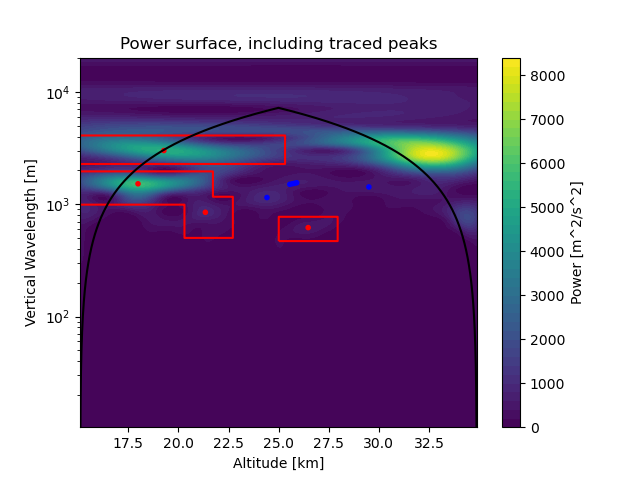 Power surface, including traced peaks
Vertical Wavelength [m]
10^4
10^3
10^2
17.5 20.0 22.5 25.0 27.5 30.0 32.5
Altitude [km]
8000
7000
6000
5000
4000
3000
2000
1000
0
Power [m^2/s^2]